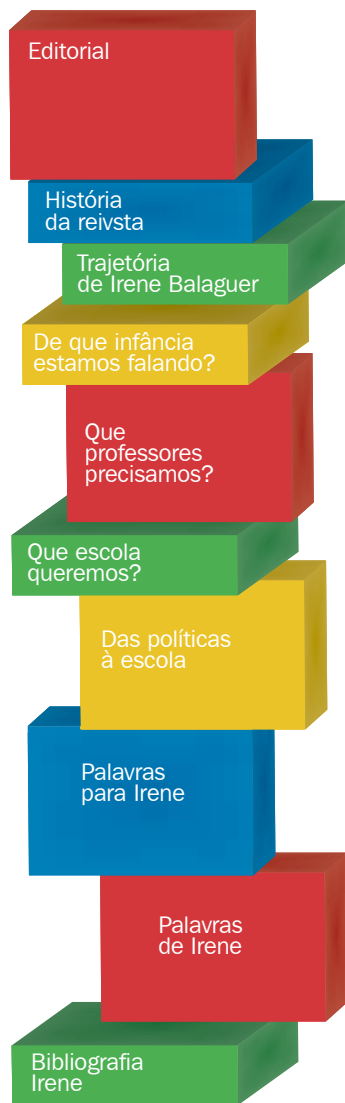 Editorial
História
da reivsta
Trajetória
de Irene Balaguer
De que infância
estamos falando?
Que
professores
precisamos?
Que escola
queremos?
Das políticas
à escola
Palavras
para Irene
Palavras
de Irene
Bibliografia
Irene